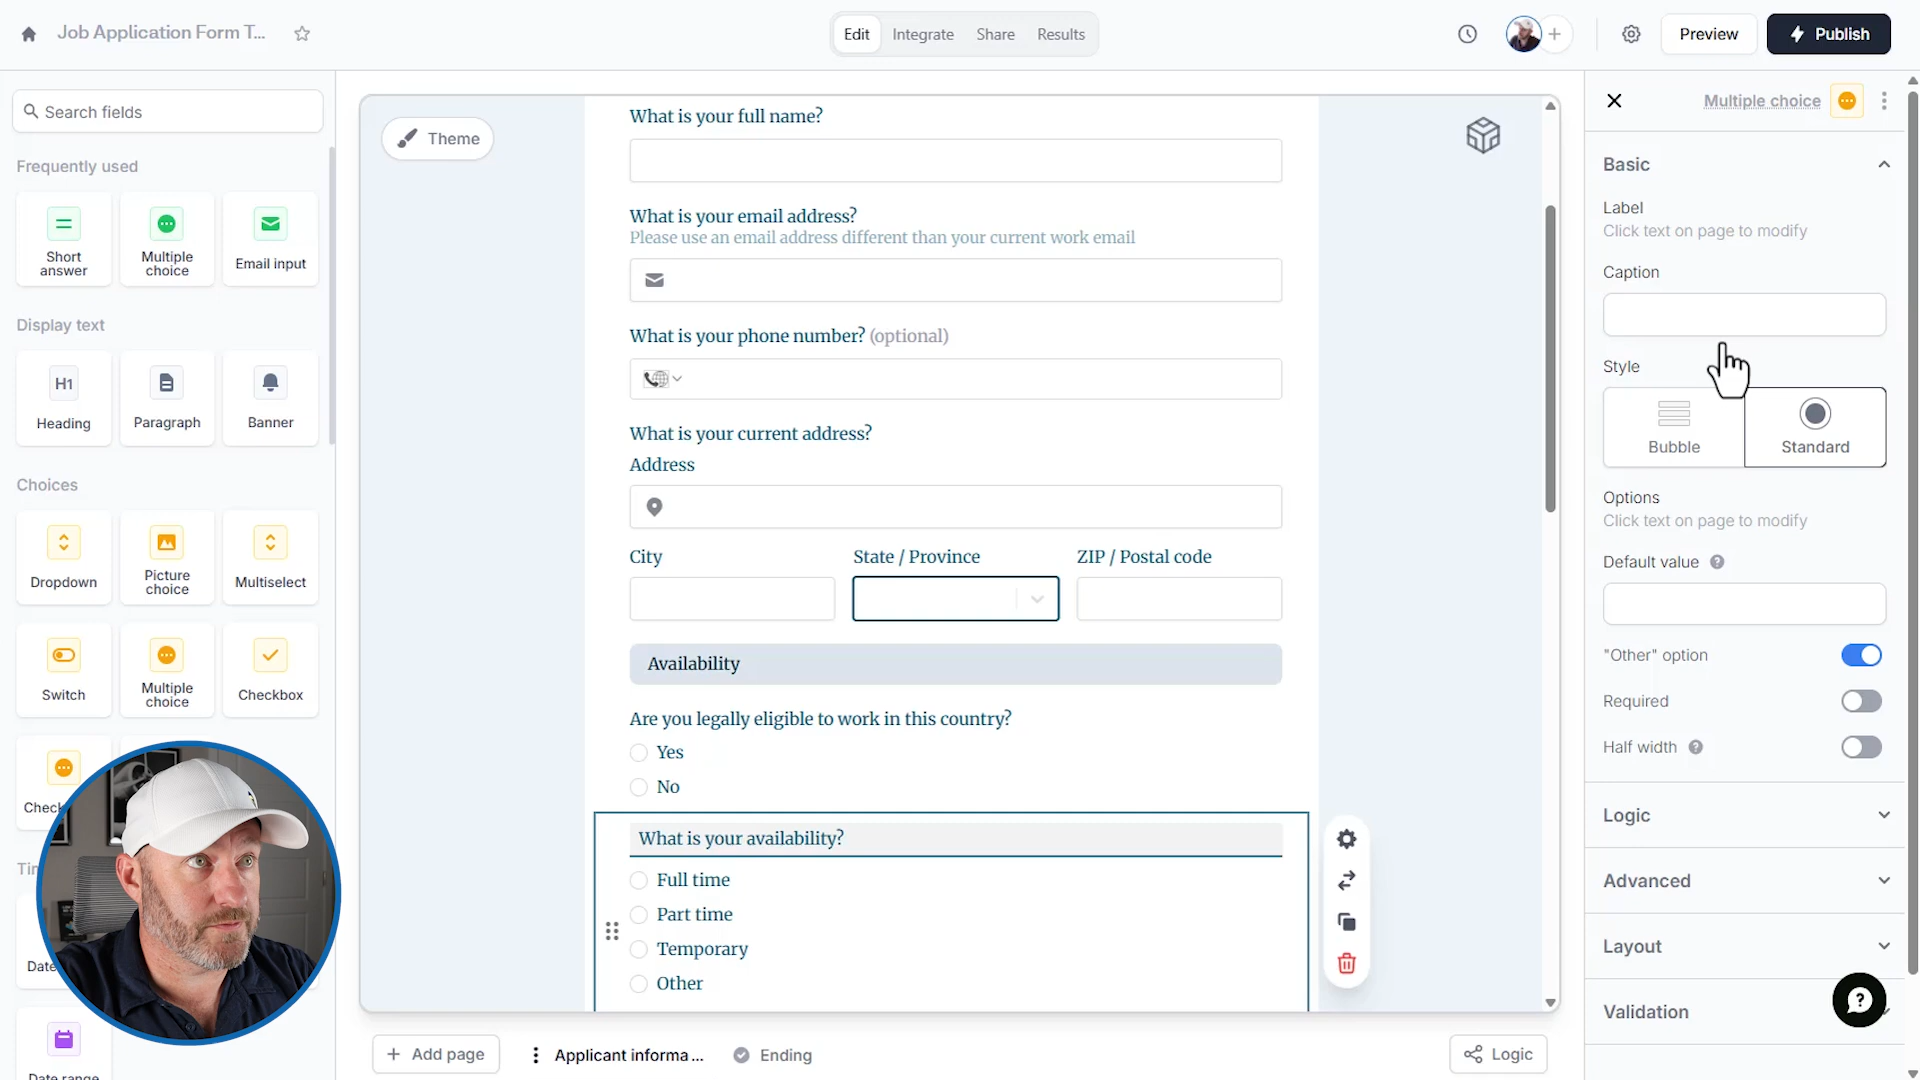 Job Application Form T...
Edit
Integrate
Share
Results
Preview
Publish
Search fields
Frequently used
Short answer
Multiple choice
Email input
Display text
H1
Heading
Paragraph
Banner
Choices
Dropdown
Picture choice
Multiselect
Switch
Multiple choice
Checkbox
Check
Date
Date range
Theme
What is your full name?
What is your email address?
Please use an email address different than your current work email
What is your phone number? (optional)
What is your current address?
Address
City
State / Province
ZIP / Postal code
Availability
Are you legally eligible to work in this country?
Yes
No
What is your availability?
Full time
Part time
Temporary
Other
Add page
Applicant informa ...
Ending
Logic
Multiple choice
Basic
Label
Click text on page to modify
Caption
Style
Bubble
Standard
Options
Click text on page to modify
Default value
"Other" option
Required
Half width
Logic
Advanced
Layout
Validation